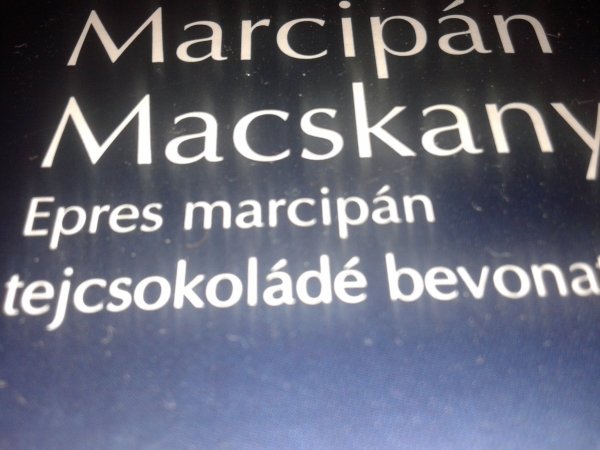 Marcipán
Macskany
Epres marcipán
tejcsokoládé bevona